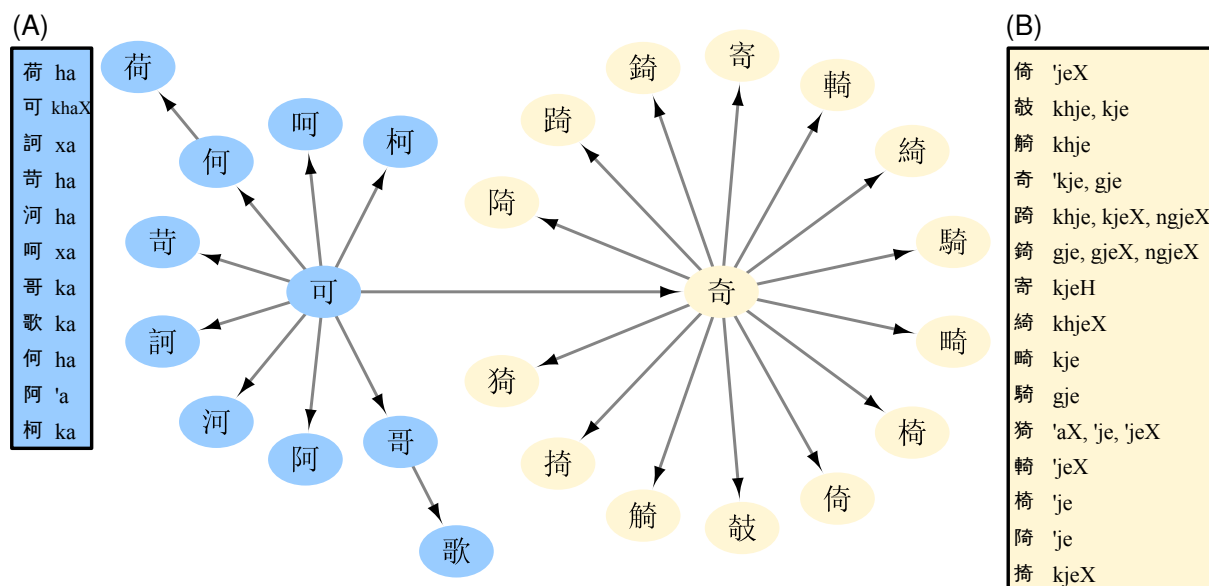 (A)
荷 ha
可 khaX
訶 xa
苛 ha
河 ha
呵 xa
哥 ka
歌 ka
何 ha
阿 'a
柯 ka
荷
何
呵
柯
苛
可
訶
河
阿
哥
歌
寄
錡
輢
踦
綺
陭
騎
奇
畸
猗
椅
掎
倚
觭
攲
(B)
倚 'jeX
攲 khje, kje
觭 khje
奇 'kje, gje
踦 khje, kjeX, ngjeX
錡 gje, gjeX, ngjeX
寄 kjeH
綺 khjeX
畸 kje
騎 gje
猗 'aX, 'je, 'jeX
輢 'jeX
椅 'je
陭 'je
掎 kjeX